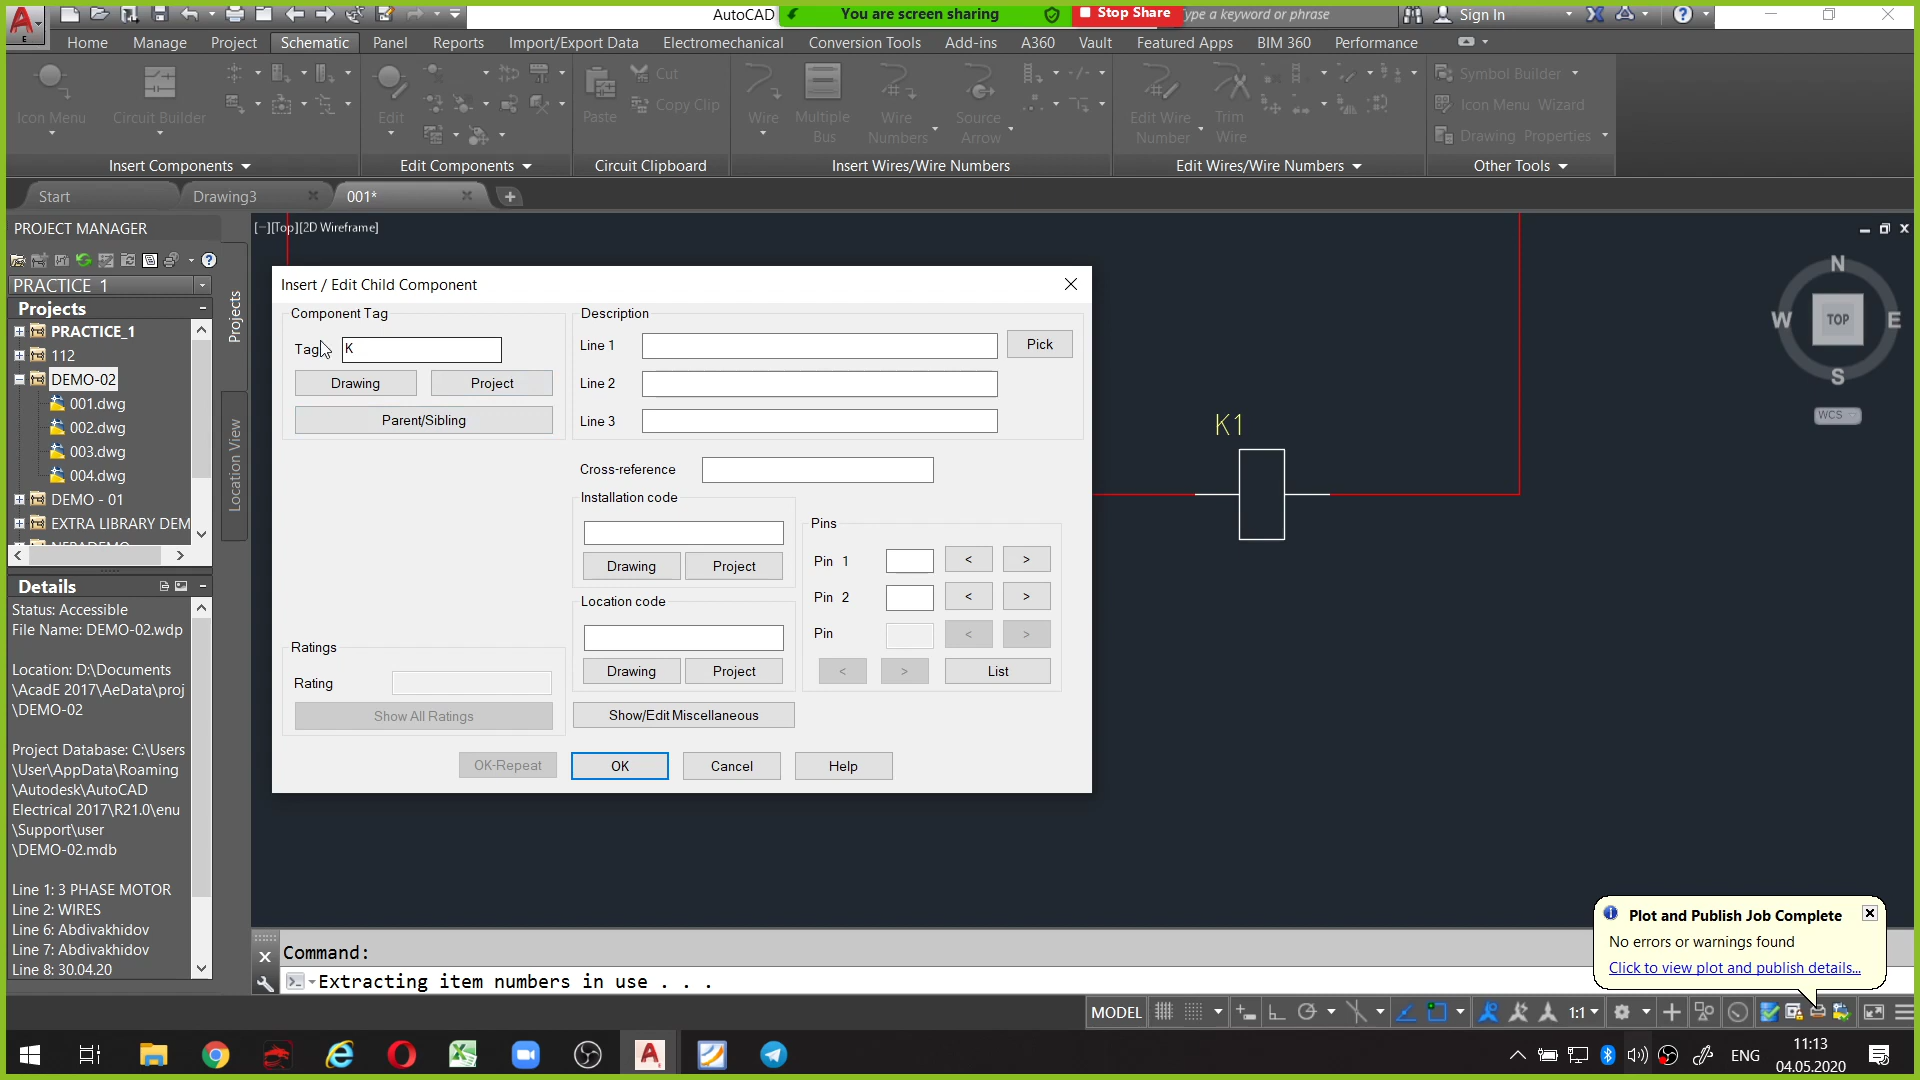 AutoCAD
You are screen sharing
Stop Share
ype a keyword or phrase
Sign In
Home
Manage
Project
Schematic
Panel
Reports
Import/Export Data
Electromechanical
Conversion Tools
Add-ins
A360
Vault
Featured Apps
BIM 360
Performance
Icon Menu
Circuit Builder
Edit
Paste
Cut
Copy Clip
Wire
Multiple
Bus
Wire
Numbers
Source
Arrow
Edit Wire
Number
Trim
Wire
Symbol Builder
Icon Menu Wizard
Drawing Properties
Insert Components
Edit Components
Circuit Clipboard
Insert Wires/Wire Numbers
Edit Wires/Wire Numbers
Other Tools
Start
Drawing3
001*
PROJECT MANAGER
PRACTICE 1
Projects
PRACTICE_1
112
DEMO-02
001.dwg
002.dwg
003.dwg
004.dwg
DEMO - 01
EXTRA LIBRARY DEM
Projects
Location View
Details
Status: Accessible
File Name: DEMO-02.wdp
Location: D:\Documents
\AcadE 2017\AeData\proj
\DEMO-02
Project Database: C:\Users
\User\AppData\Roaming
\Autodesk\AutoCAD
Electrical 2017\R21.0\enu
\Support\user
\DEMO-02.mdb
Line 1: 3 PHASE MOTOR
Line 2: WIRES
Line 6: Abdivakhidov
Line 7: Abdivakhidov
Line 8: 30.04.20
[−][Top][2D Wireframe]
Insert / Edit Child Component
Component Tag
Tag
K
Drawing
Project
Parent/Sibling
Description
Line 1
Pick
Line 2
Line 3
Cross-reference
Installation code
Drawing
Project
Location code
Drawing
Project
Pins
Pin 1
<
>
Pin 2
<
>
Pin
<
>
<
>
List
Ratings
Rating
Show All Ratings
Show/Edit Miscellaneous
OK-Repeat
OK
Cancel
Help
K1
N
W
TOP
E
S
WCS
Command:
Extracting item numbers in use . . .
Plot and Publish Job Complete
No errors or warnings found
Click to view plot and publish details...
MODEL
1:1
ENG
11:13
04.05.2020